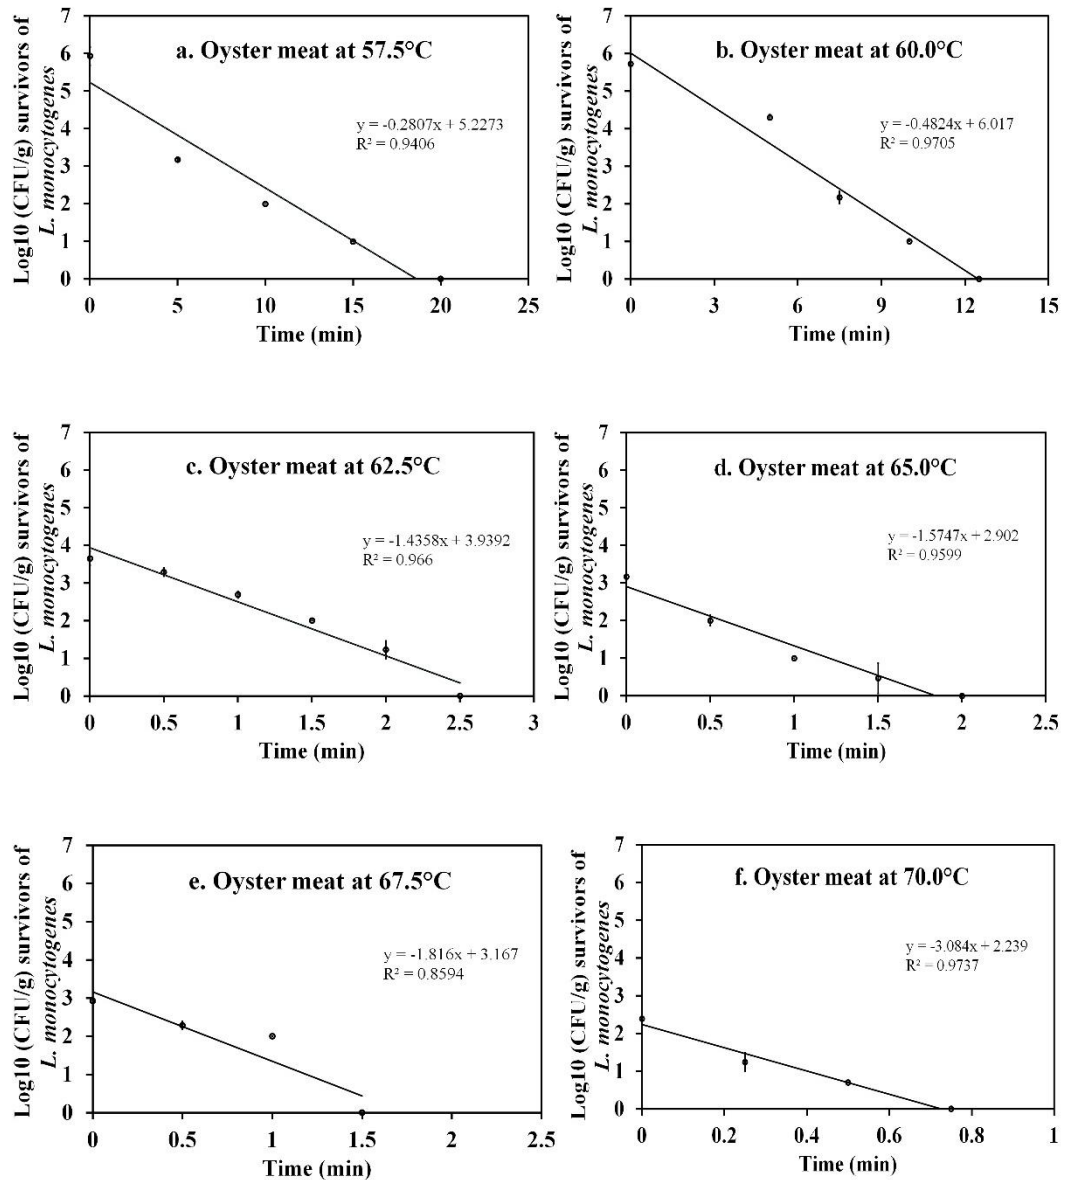 a. Oyster meat at 57.5°C
Log10 (CFU/g) survivors of
L. monocytogenes
7
6
5
4
3
2
1
0
y = -0.2807x + 5.2273
R² = 0.9406
0 5 10 15 20 25
Time (min)
b. Oyster meat at 60.0°C
Log10 (CFU/g) survivors of
L. monocytogenes
7
6
5
4
3
2
1
0
y = -0.4824x + 6.017
R² = 0.9705
0 3 6 9 12 15
Time (min)
c. Oyster meat at 62.5°C
Log10 (CFU/g) survivors of
L. monocytogenes
7
6
5
4
3
2
1
0
y = -1.4358x + 3.9392
R² = 0.966
0 0.5 1 1.5 2 2.5 3
Time (min)
d. Oyster meat at 65.0°C
Log10 (CFU/g) survivors of
L. monocytogenes
7
6
5
4
3
2
1
0
y = -1.5747x + 2.902
R² = 0.9599
0 0.5 1 1.5 2 2.5
Time (min)
e. Oyster meat at 67.5°C
Log10 (CFU/g) survivors of
L. monocytogenes
7
6
5
4
3
2
1
0
y = -1.816x + 3.167
R² = 0.8594
0 0.5 1 1.5 2 2.5
Time (min)
f. Oyster meat at 70.0°C
Log10 (CFU/g) survivors of
L. monocytogenes
7
6
5
4
3
2
1
0
y = -3.084x + 2.239
R² = 0.9737
0 0.2 0.4 0.6 0.8 1
Time (min)